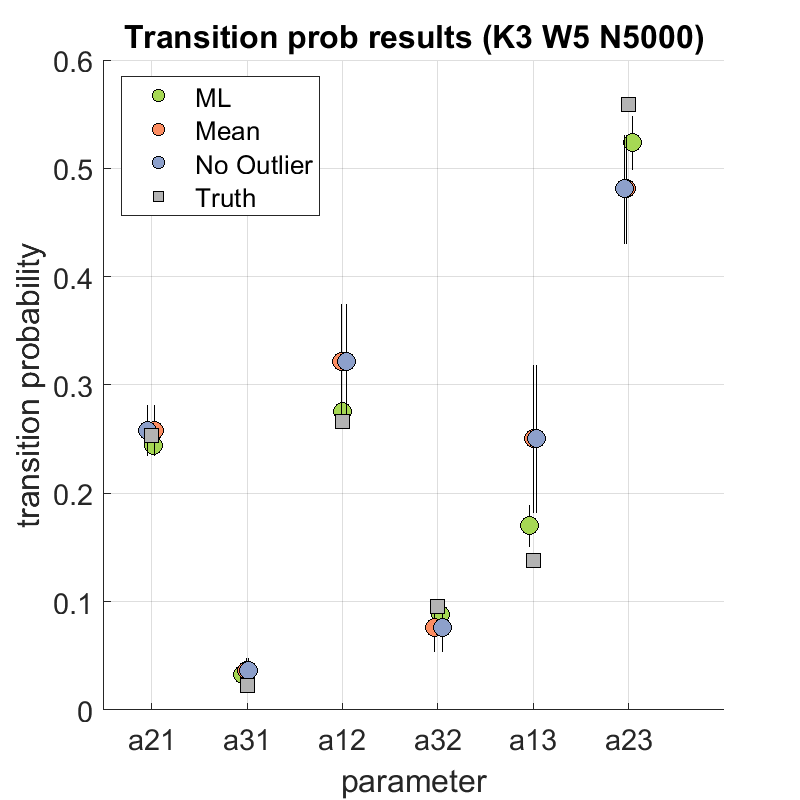 Transition prob results (K3 W5 N5000)
ML
Mean
No Outlier
Truth
transition probability
0.6
0.5
0.4
0.3
0.2
0.1
0
a21 a31 a12 a32 a13 a23
parameter